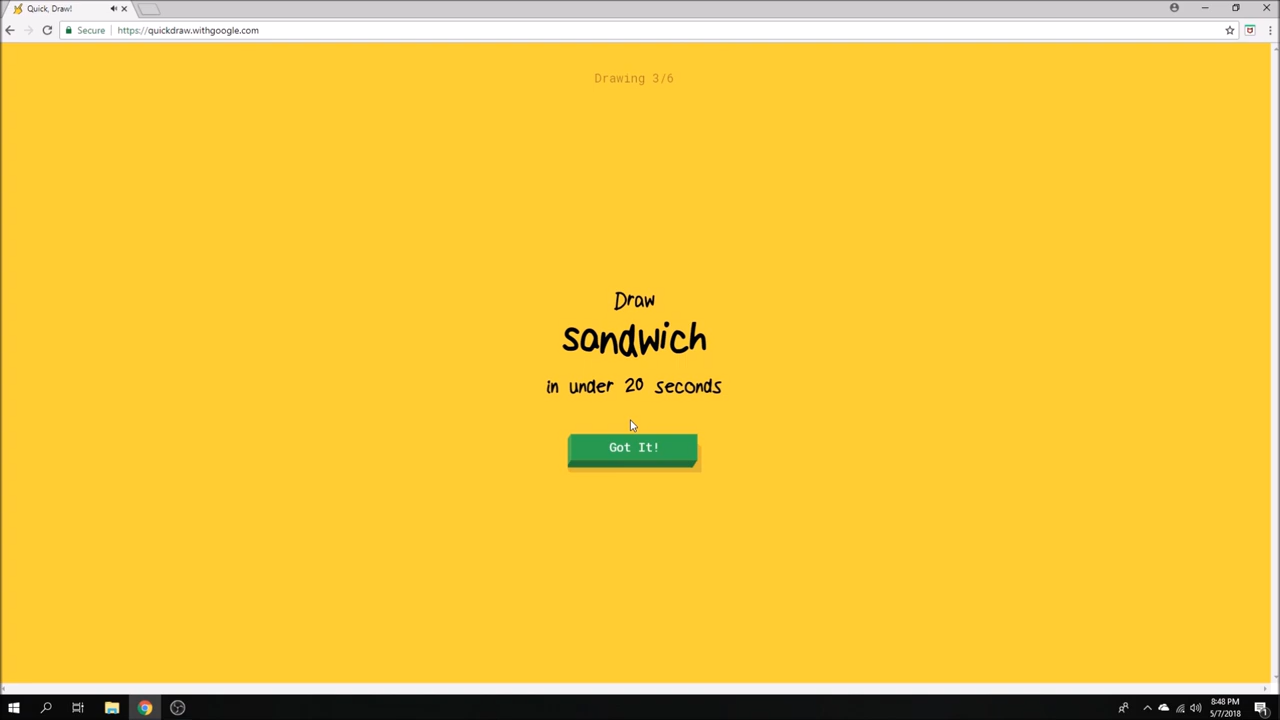 Quick, Draw!
Secure
https://quickdraw.withgoogle.com
Drawing 3/6
Draw
sandwich
in under 20 seconds
Got It!
8:48 PM
5/7/2018
1